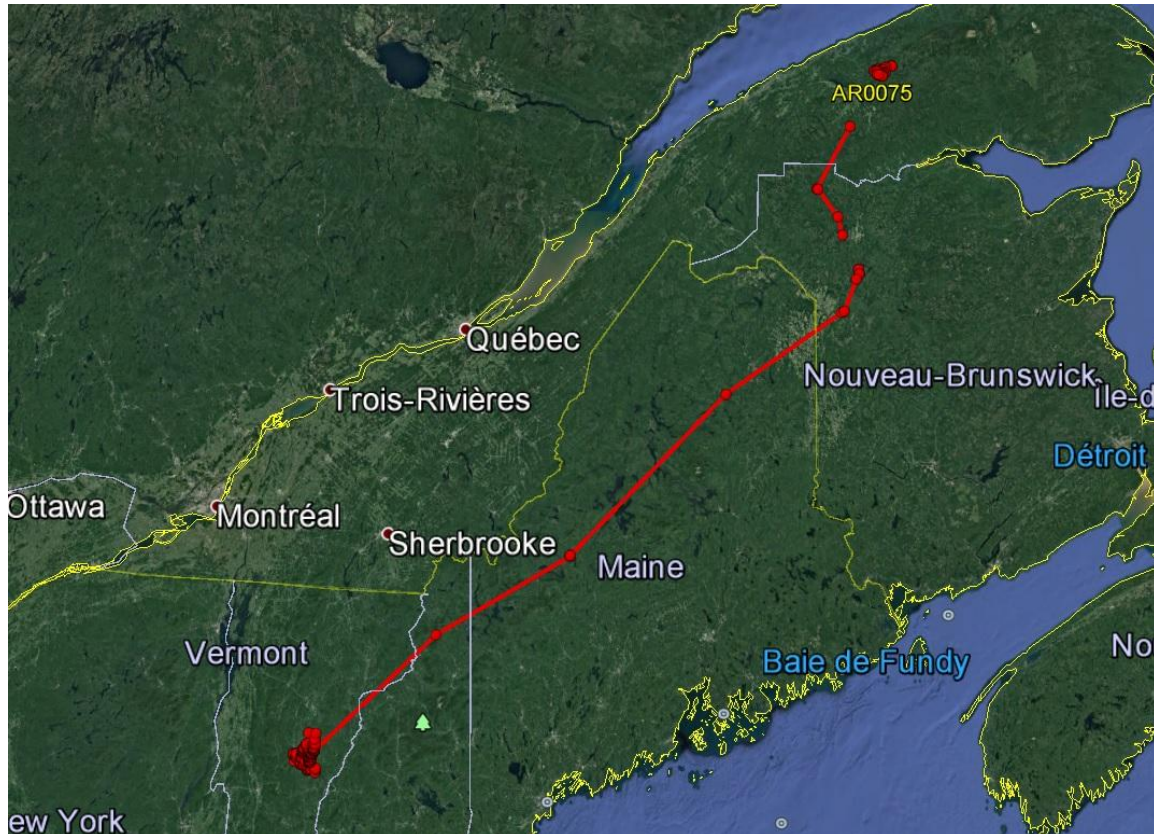 AR0075
Québec
Trois-Rivières
Nouveau-Brunswick
Île-d
Détroit
Ottawa
Montréal
Sherbrooke
Maine
Vermont
Baie de Fundy
No
ew York